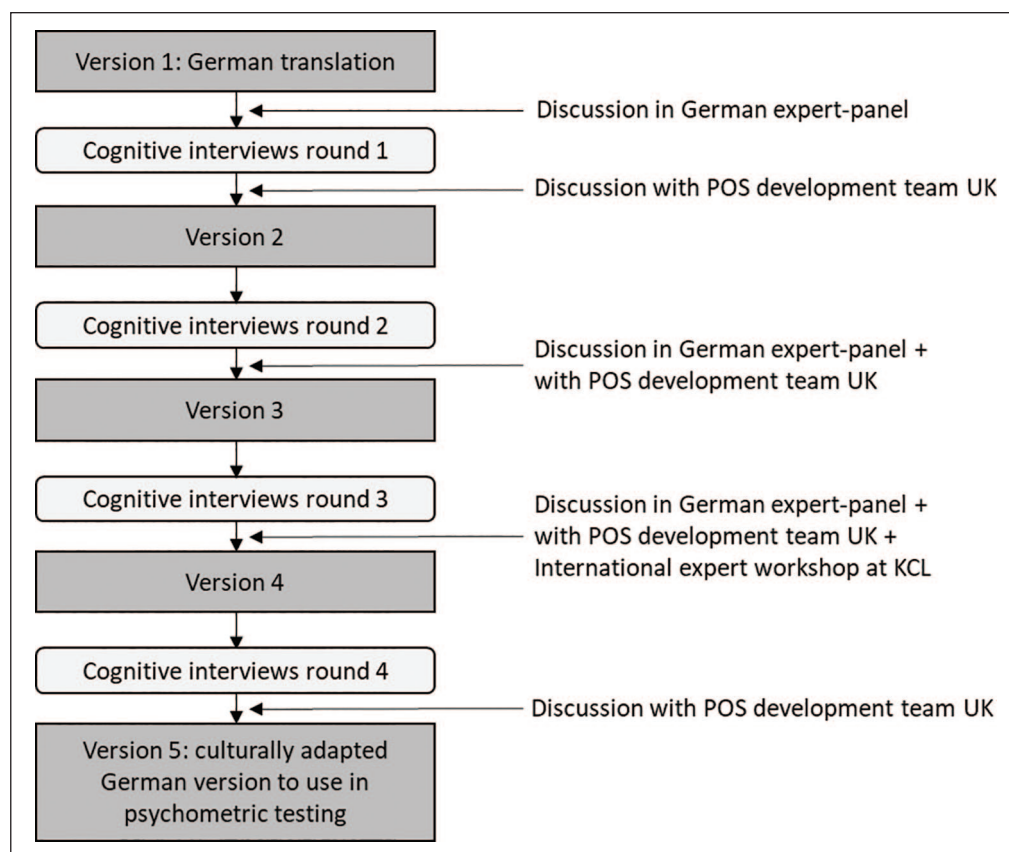 Version 1: German translation
Discussion in German expert-panel
Cognitive interviews round 1
Discussion with POS development team UK
Version 2
Cognitive interviews round 2
Discussion in German expert-panel +
with POS development team UK
Version 3
Cognitive interviews round 3
Discussion in German expert-panel +
with POS development team UK +
International expert workshop at KCL
Version 4
Cognitive interviews round 4
Discussion with POS development team UK
Version 5: culturally adapted
German version to use in
psychometric testing